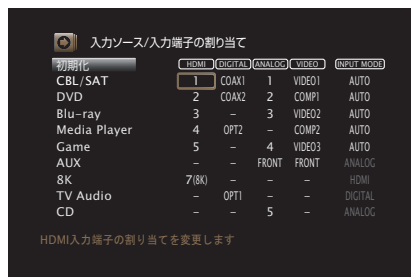 入力ソース/入力端子の割り当て
初期化 HDMI DIGITAL ANALOG VIDEO INPUT MODE
CBL/SAT 1 COAX1 1 VIDEO1 AUTO
DVD 2 COAX2 2 COMP1 AUTO
Blu-ray 3 – 3 VIDEO2 AUTO
Media Player 4 OPT2 – COMP2 AUTO
Game 5 – 4 VIDEO3 AUTO
AUX – – FRONT FRONT ANALOG
8K 7(8K) – – – HDMI
TV Audio – OPT1 – – DIGITAL
CD – – 5 – ANALOG
HDMI入力端子の割り当てを変更します